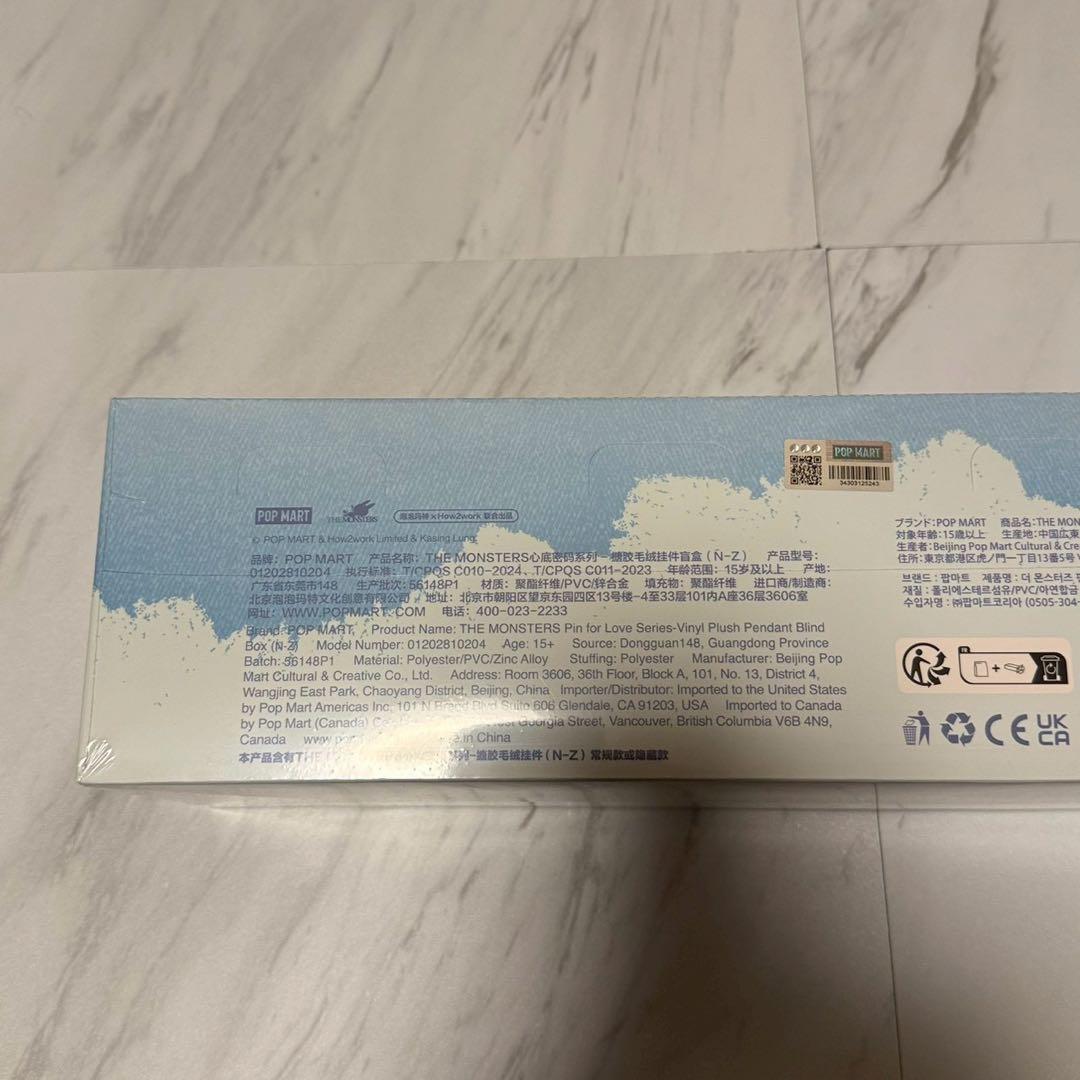 POP MART
34303125243
POP MART THE MONSTERS 泡泡玛特 × How2work 联合出品
© POP MART & How2work Limited & Kasing Lung
品牌：POP MART 产品名称：THE MONSTERS心底密码系列－搪胶毛绒挂件盲盒（N-Z） 产品型号：
01202810204 执行标准：T/CPQS C010-2024、T/CPQS C011-2023 年龄范围：15岁及以上 产地：
广东省东莞市148 生产批次：56148P1 材质：聚酯纤维/PVC/锌合金 填充物：聚酯纤维 进口商/制造商：
北京泡泡玛特文化创意有限公司 地址：北京市朝阳区望京东园四区13号楼-4至33层101内A座36层3606室
网址：WWW.POPMART.COM 电话：400-023-2233
Brand: POP MART Product Name: THE MONSTERS Pin for Love Series-Vinyl Plush Pendant Blind
Box (N-Z) Model Number: 01202810204 Age: 15+ Source: Dongguan148, Guangdong Province
Batch: 56148P1 Material: Polyester/PVC/Zinc Alloy Stuffing: Polyester Manufacturer: Beijing Pop
Mart Cultural & Creative Co., Ltd. Address: Room 3606, 36th Floor, Block A, 101, No. 13, District 4,
Wangjing East Park, Chaoyang District, Beijing, China Importer/Distributor: Imported to the United States
by Pop Mart Americas Inc. 101 N Brand Blvd Suite 606 Glendale, CA 91203, USA Imported to Canada
by Pop Mart (Canada) Georgia Street, Vancouver, British Columbia V6B 4N9,
Canada in China
本产品含有THE 系列-搪胶毛绒挂件（N-Z）常规款或隐藏款
ブランド：POP MART 商品名：THE MON
対象年齢：15歳以上 生産地：中国広東
生産者：Beijing Pop Mart Cultural & Cre
住所：東京都港区虎ノ門一丁目13番5号
브랜드 : 팝마트 제품명 : 더 몬스터즈
재질 : 폴리에스테르섬유/PVC/아연합금
수입자명 : ㈜팝마트코리아 (0505-304-
FR
CE UK
CA